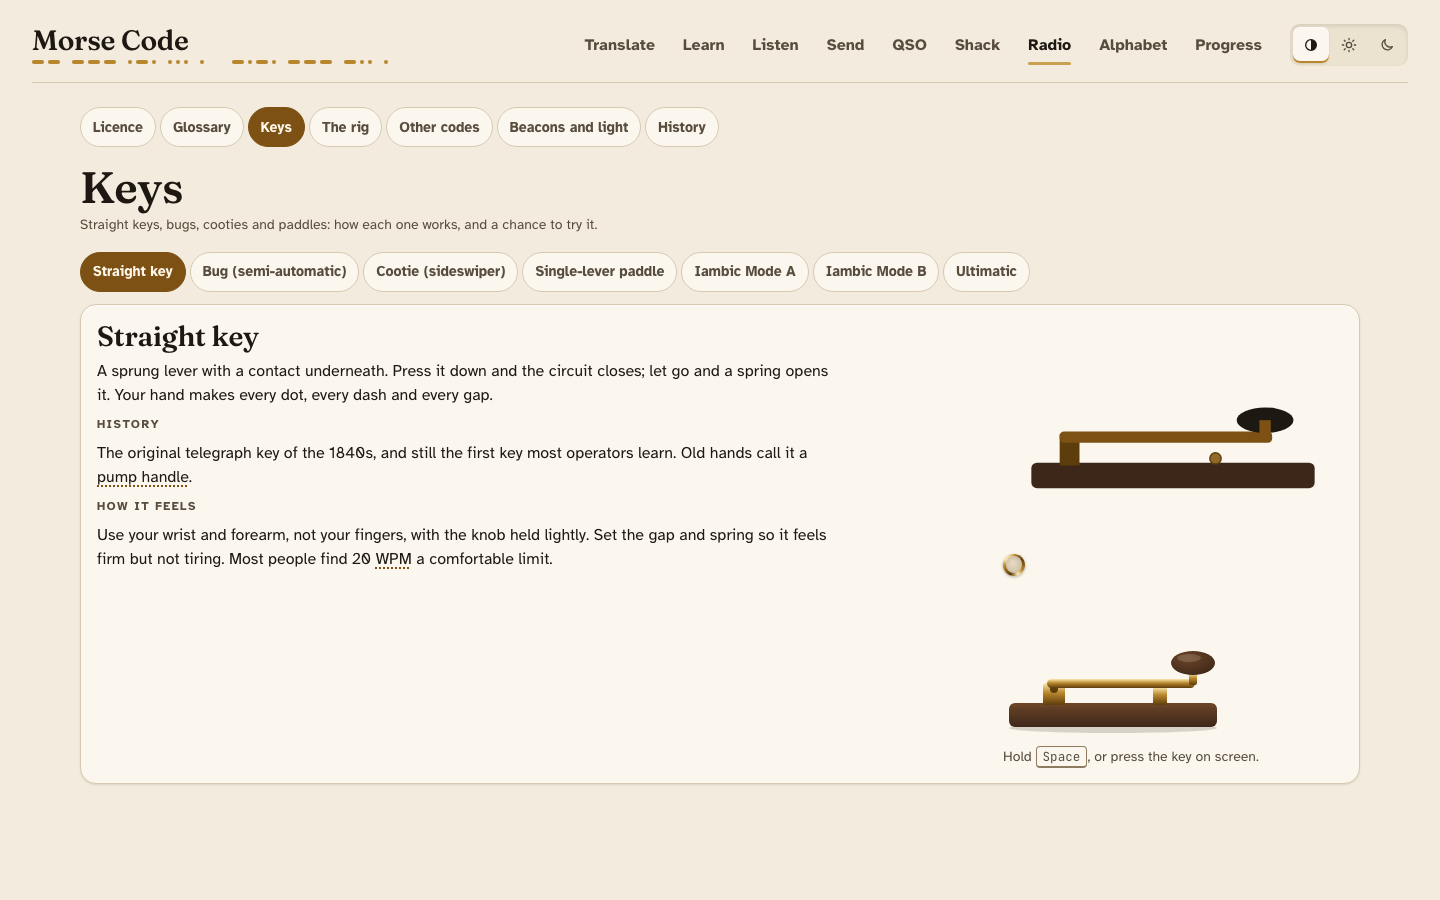 Morse Code
Translate Learn Listen Send QSO Shack Radio Alphabet Progress
Licence Glossary Keys The rig Other codes Beacons and light History
Keys
Straight keys, bugs, cooties and paddles: how each one works, and a chance to try it.
Straight key Bug (semi-automatic) Cootie (sideswiper) Single-lever paddle Iambic Mode A Iambic Mode B Ultimatic
Straight key
A sprung lever with a contact underneath. Press it down and the circuit closes; let go and a spring opens
it. Your hand makes every dot, every dash and every gap.
HISTORY
The original telegraph key of the 1840s, and still the first key most operators learn. Old hands call it a
pump handle.
HOW IT FEELS
Use your wrist and forearm, not your fingers, with the knob held lightly. Set the gap and spring so it feels
firm but not tiring. Most people find 20 WPM a comfortable limit.
Hold Space, or press the key on screen.